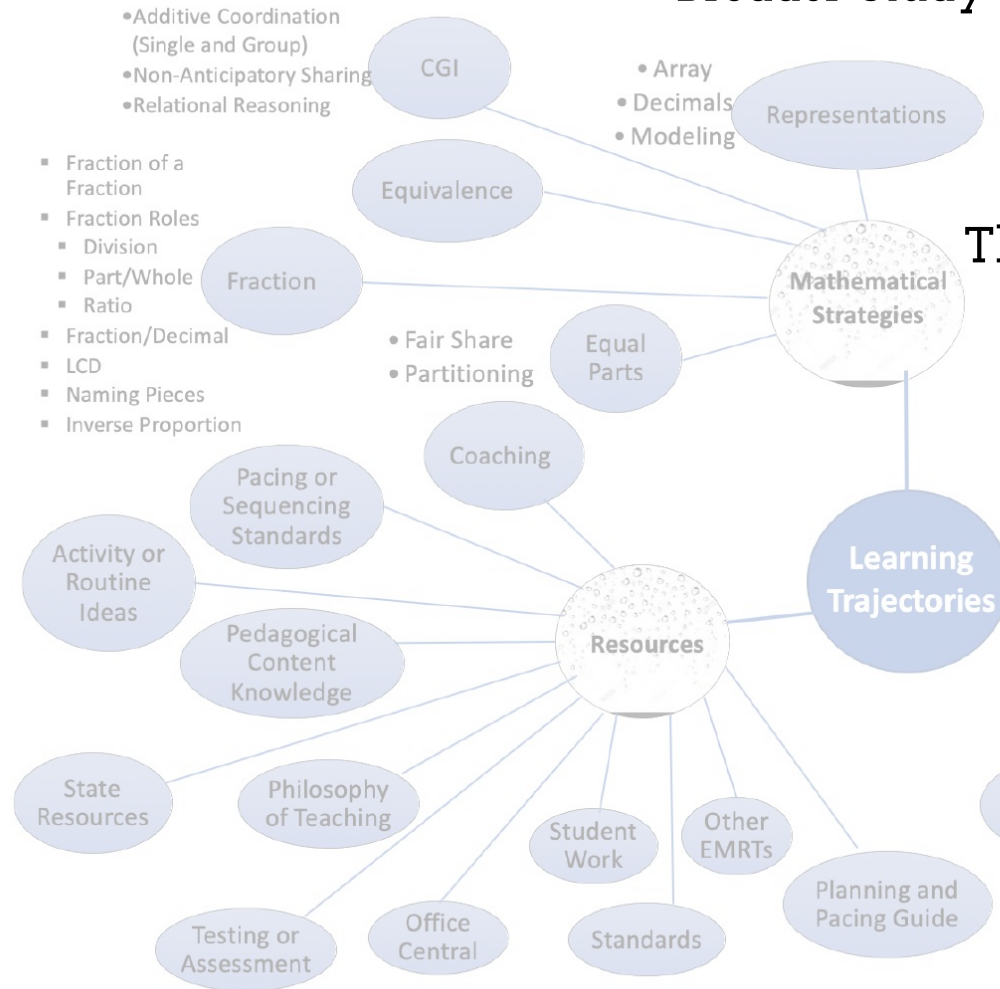 •Additive Coordination
(Single and Group)
•Non-Anticipatory Sharing
•Relational Reasoning
CGI
• Array
• Decimals
• Modeling
Representations
▪ Fraction of a
Fraction
▪ Fraction Roles
▪ Division
▪ Part/Whole
▪ Ratio
▪ Fraction/Decimal
▪ LCD
▪ Naming Pieces
▪ Inverse Proportion
Equivalence
Fraction
• Fair Share
• Partitioning
Equal
Parts
Mathematical
Strategies
Coaching
Pacing or
Sequencing
Standards
Activity or
Routine
Ideas
Pedagogical
Content
Knowledge
Resources
Learning
Trajectories
State
Resources
Philosophy
of Teaching
Student
Work
Other
EMRTs
Planning and
Pacing Guide
Testing or
Assessment
Office
Central
Standards